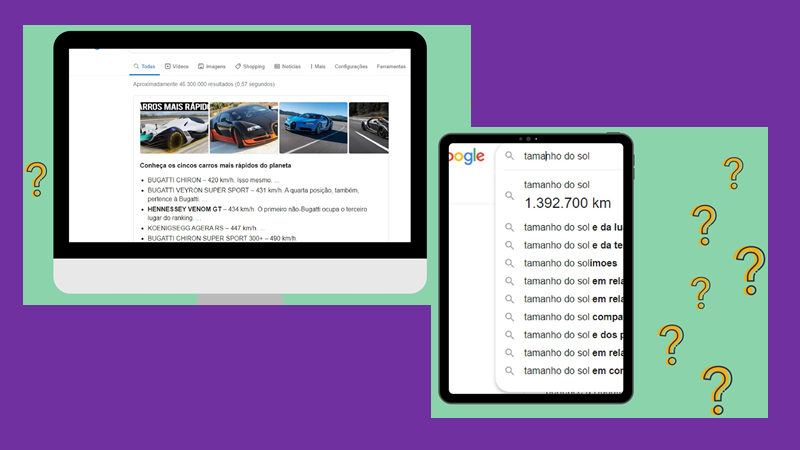 Todas Vídeos Imagens Shopping Notícias Mais Configurações Ferramentas
Aproximadamente 46.300.000 resultados (0,57 segundos)
ARROS MAIS RÁPID
Conheça os cincos carros mais rápidos do planeta
BUGATTI CHIRON – 420 km/h. Isso mesmo. ...
BUGATTI VEYRON SUPER SPORT – 431 km/h. A quarta posição, também,
pertence à Bugatti. ...
HENNESSEY VENOM GT – 434 km/h. O primeiro não-Bugatti ocupa o terceiro
lugar do ranking. ...
KOENIGSEGG AGERA RS – 447 km/h. ...
BUGATTI CHIRON SUPER SPORT 300+ – 490 km/h.
oogle tamanho do sol
tamanho do sol
1.392.700 km
tamanho do sol e da lu
tamanho do sol e da te
tamanho do solimoes
tamanho do sol em rela
tamanho do sol em rela
tamanho do sol compa
tamanho do sol e dos p
tamanho do sol em rela
tamanho do sol em con
? ? ? ? ? ? ?